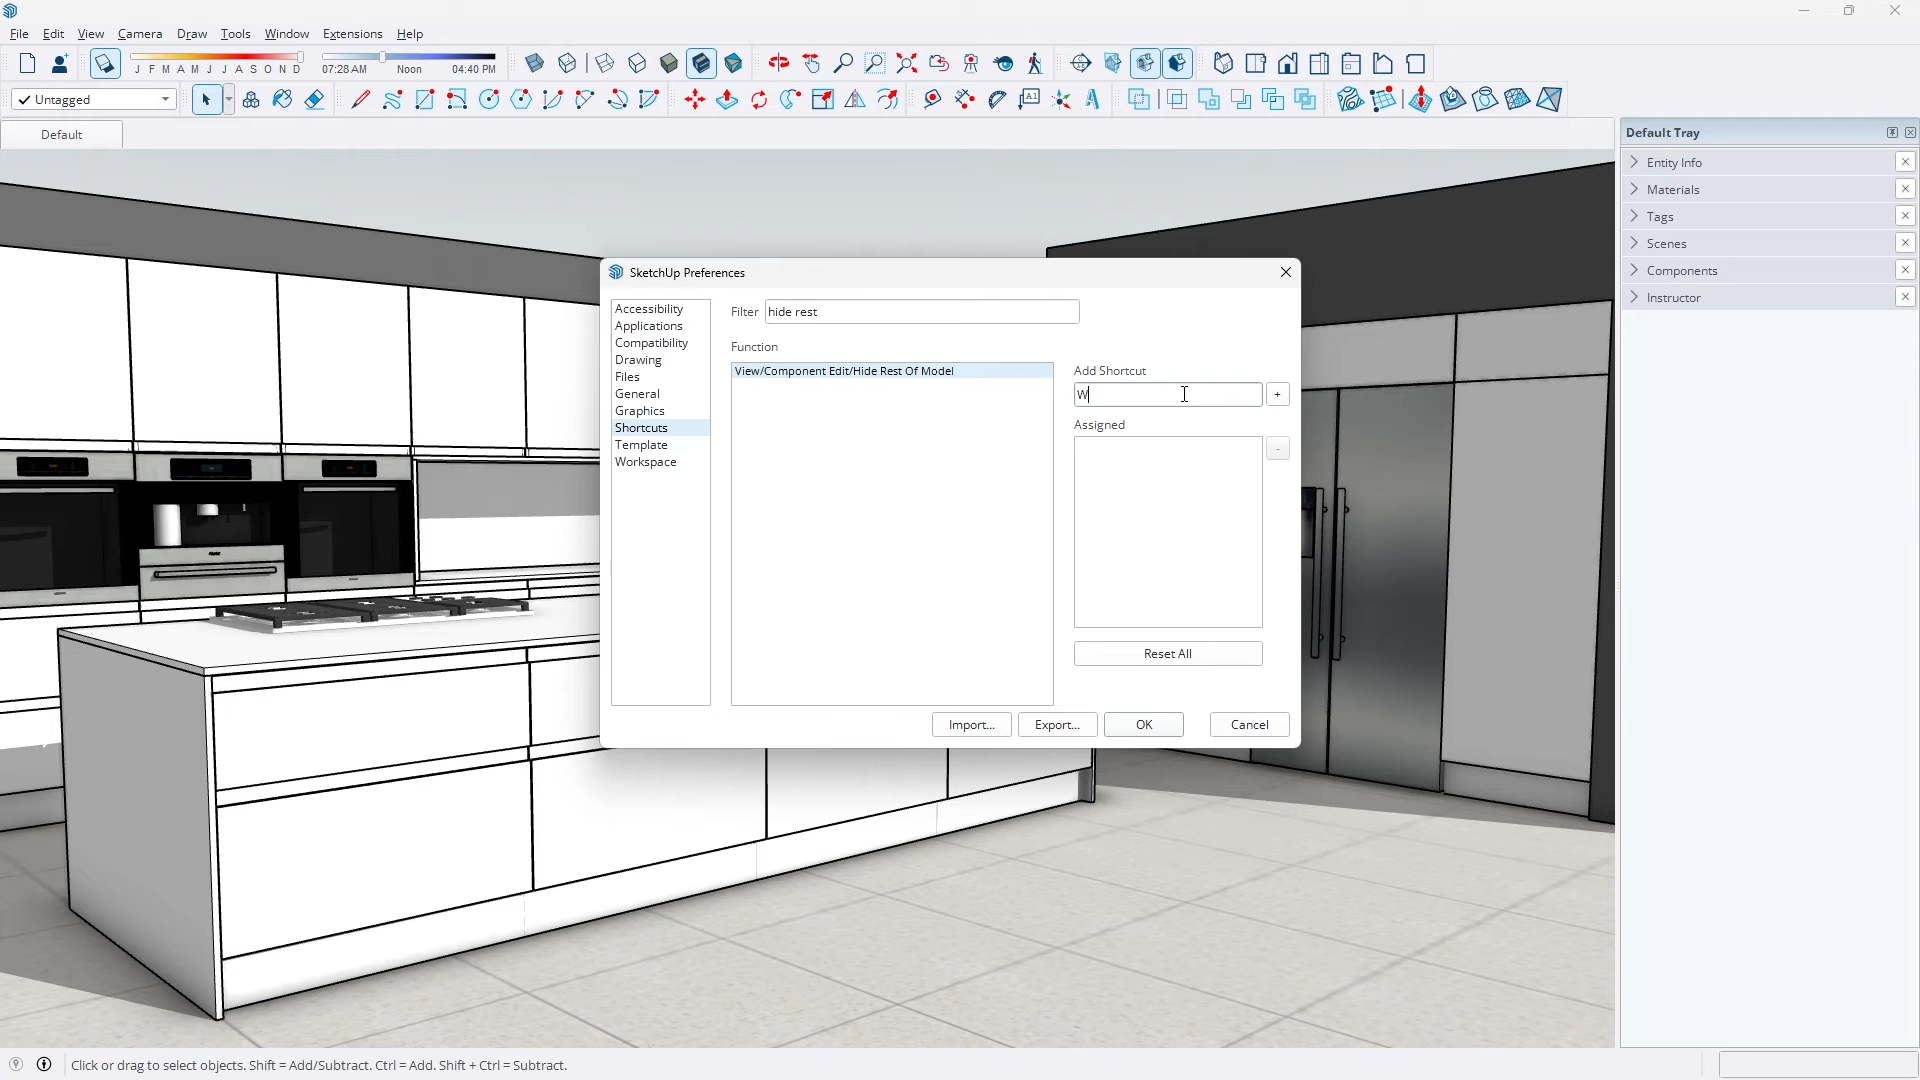 File Edit View Camera Draw Tools Window Extensions Help
J F M A M J J A S O N D 07:28 AM Noon 04:40 PM
Untagged
Default
Default Tray
Entity Info
Materials
Tags
Scenes
Components
Instructor
SketchUp Preferences
Accessibility
Applications
Compatibility
Drawing
Files
General
Graphics
Shortcuts
Template
Workspace
Filter hide rest
Function
View/Component Edit/Hide Rest Of Model
Add Shortcut
W +
Assigned
-
Reset All
Import... Export... OK Cancel
Click or drag to select objects. Shift = Add/Subtract. Ctrl = Add. Shift + Ctrl = Subtract.